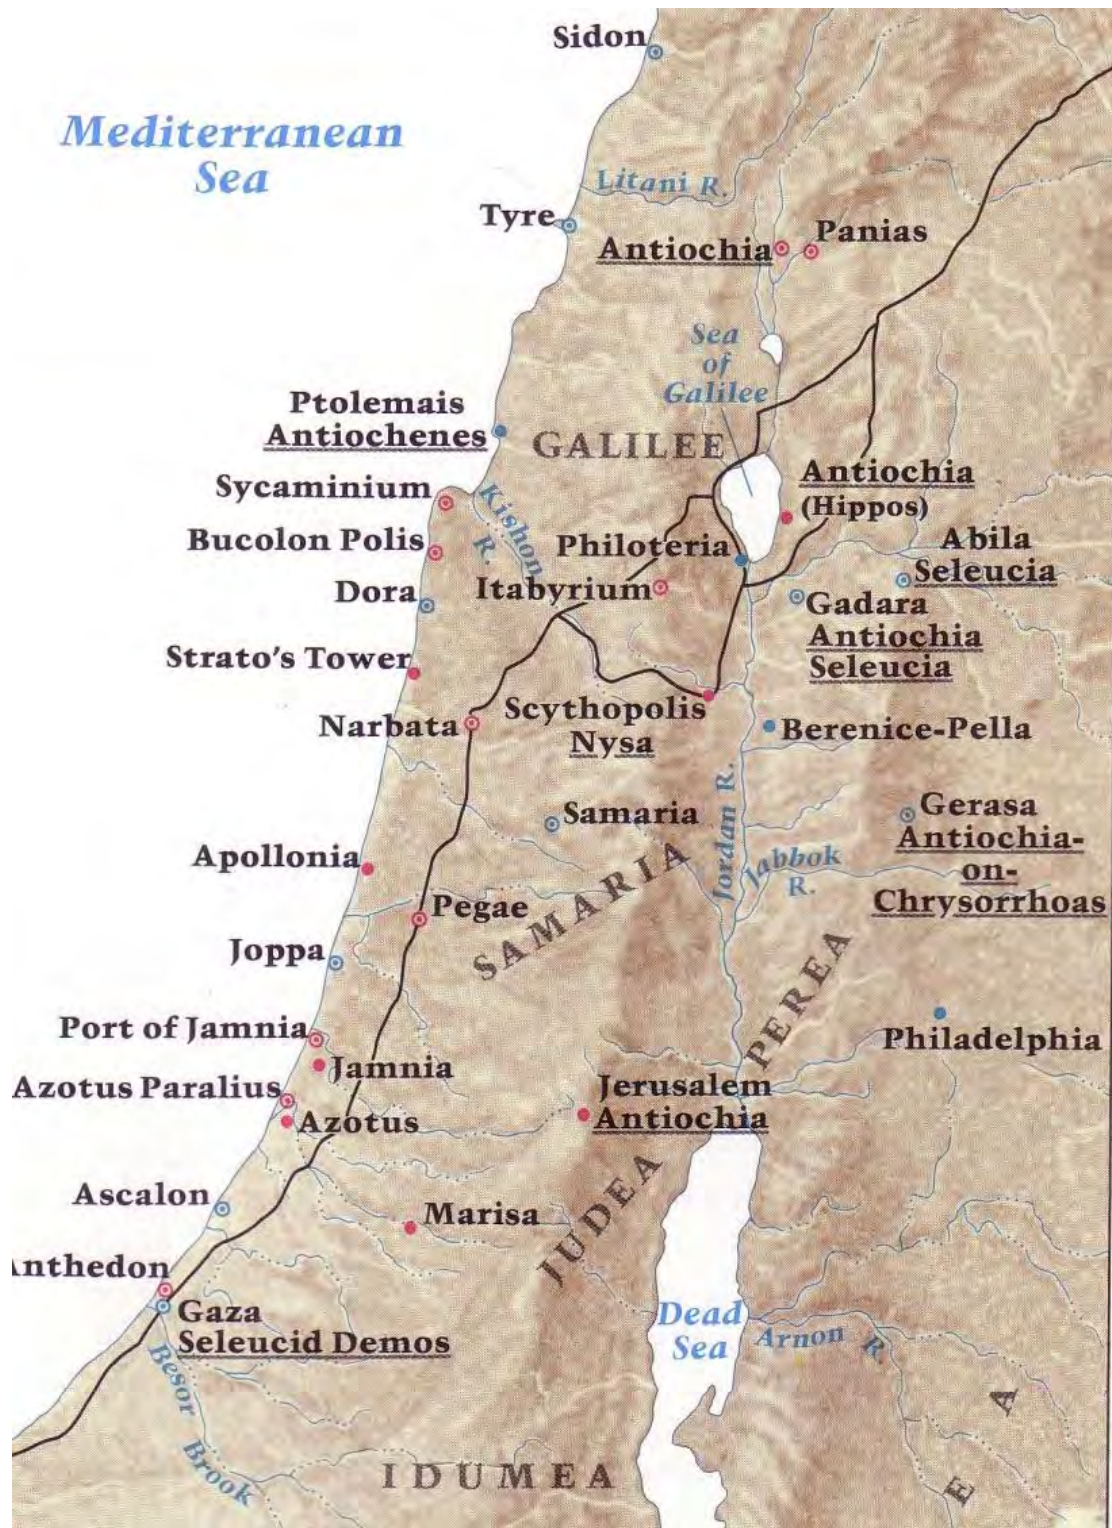 Sidon
Mediterranean
Sea
Litani R.
Tyre
Panias
Antiochia
Sea
of
Galilee
Ptolemais
Antiochenes
GALILEE
Antiochia
(Hippos)
Sycaminium
Kishon
R.
Bucolon Polis
Philoteria
Abila
Seleucia
Itabyrium
Dora
Gadara
Antiochia
Seleucia
Strato's Tower
Scythopolis
Nysa
Narbata
Berenice-Pella
Jordan R.
Samaria
Gerasa
Antiochia-
on-
Chrysorrhoas
Jabbok
R.
Apollonia
SAMARIA
Pegae
Joppa
PEREA
Port of Jamnia
Philadelphia
Jamnia
Azotus Paralius
Jerusalem
Antiochia
Azotus
Ascalon
Marisa
JUDEA
nthedon
Gaza
Seleucid Demos
Dead
Sea
Arnon R.
Besor
Brook
IDUMEA
E A